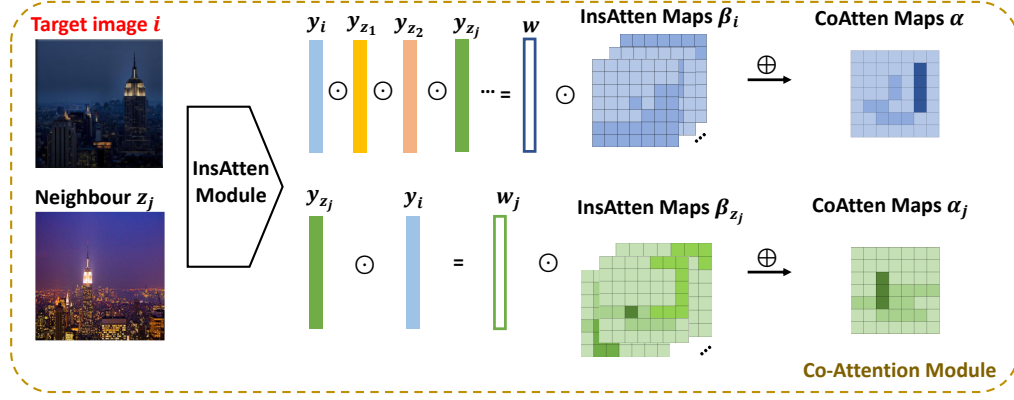 Target image i
y_i y_{z_1} y_{z_2} y_{z_j} w InsAtten Maps β_i CoAtten Maps α
⊙ ⊙ ⊙ ... = ⊙ ⊕
...
InsAtten
Module
Neighbour z_j
y_{z_j} y_i w_j InsAtten Maps β_{z_j} CoAtten Maps α_j
⊙ = ⊙ ⊕
...
Co-Attention Module